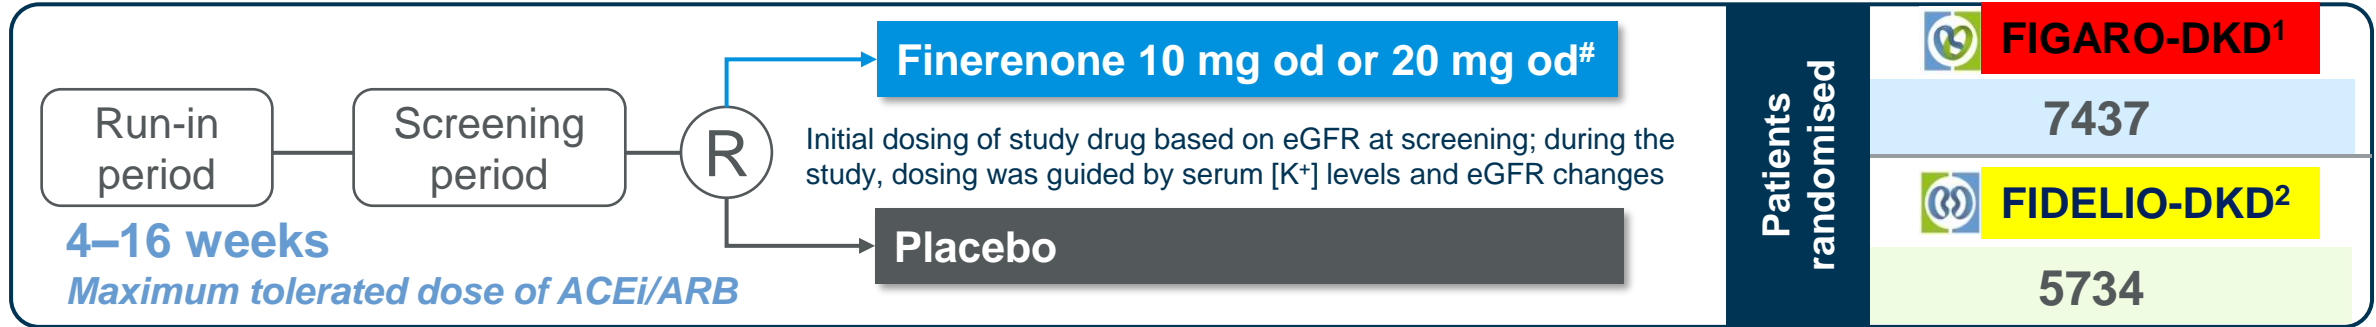 Run-in
period
4–16 weeks
Maximum tolerated dose of ACEi/ARB
Screening
period
R
Finerenone 10 mg od or 20 mg od#
Initial dosing of study drug based on eGFR at screening; during the
study, dosing was guided by serum [K+] levels and eGFR changes
Placebo
Patients
randomised
FIGARO-DKD1
7437
FIDELIO-DKD2
5734